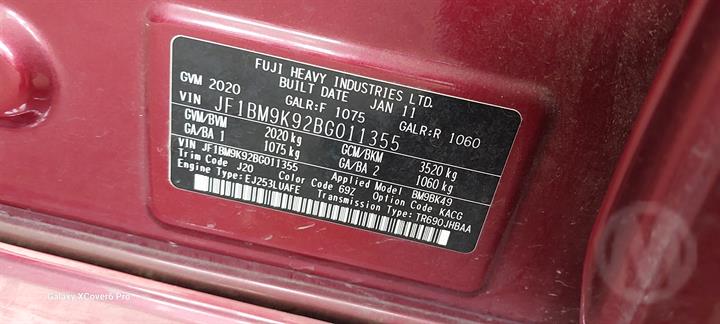 FUJI HEAVY INDUSTRIES LTD.
BUILT DATE JAN 11
GVM 2020 GALR:F 1075 GALR:R 1060
VIN JF1BM9K92BG011355
GVM/BVM 2020 kg GCM/BKM 3520 kg
GA/BA 1 1075 kg GA/BA 2 1060 kg
VIN JF1BM9K92BG011355 Applied Model BM9BK49
Trim Code J20 Color Code 69Z Option Code KACG
Engine Type: EJ253LUAFE Transmission Type: TR690JHBAA
Galaxy XCover6 Pro
M